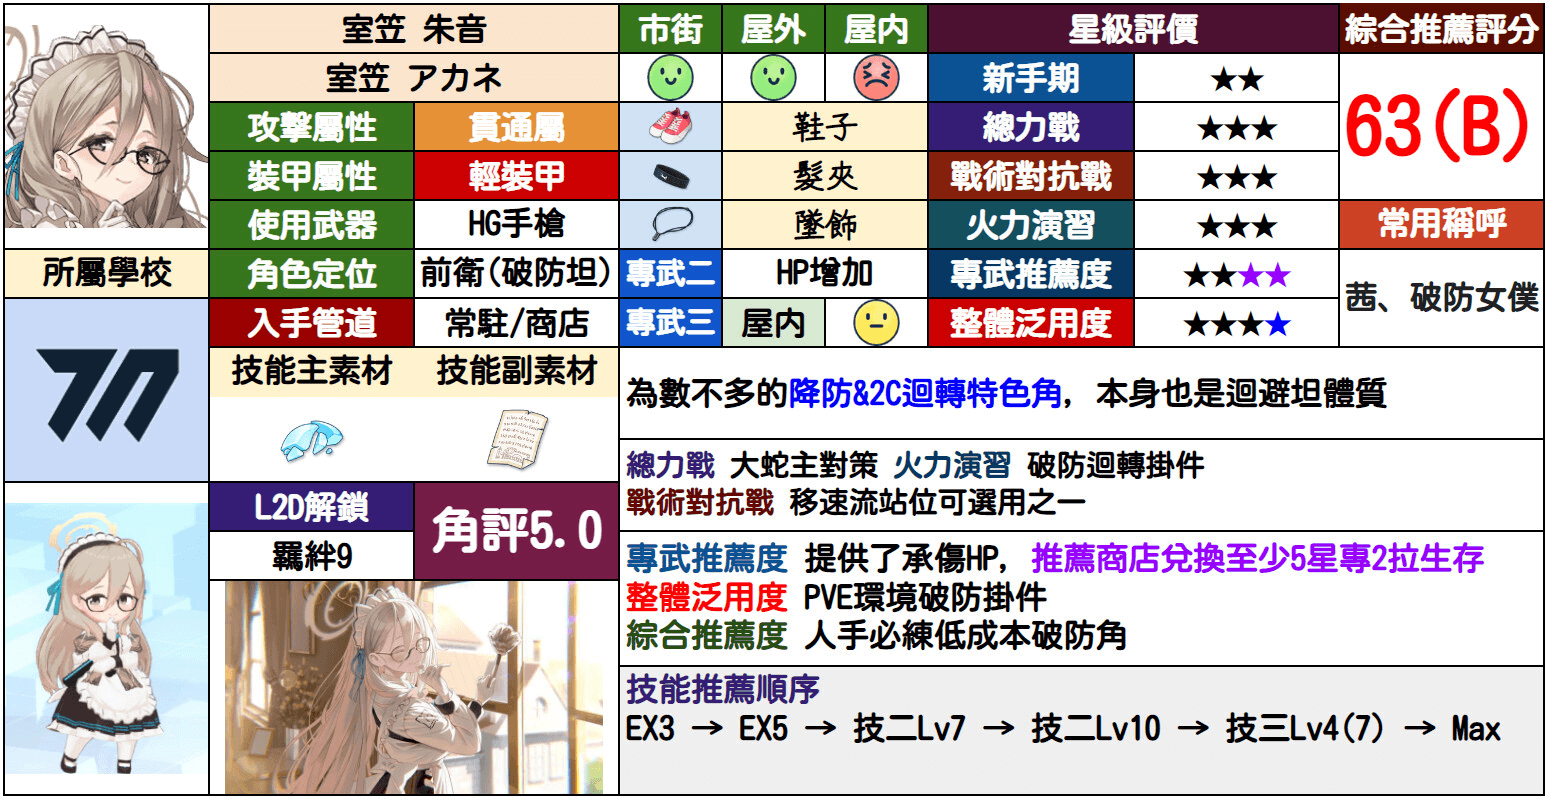 室笠 朱音
市街
屋外
屋内
星級評價
綜合推薦評分
室笠 アカネ
新手期
★★
63(B)
攻擊屬性
貫通屬
鞋子
總力戰
★★★
裝甲屬性
輕裝甲
髮夾
戰術對抗戰
★★★
使用武器
HG手槍
墜飾
火力演習
★★★
常用稱呼
所屬學校
角色定位
前衛(破防坦)
專武二
HP增加
專武推薦度
★★★★
茜、破防女僕
入手管道
常駐/商店
專武三
屋内
整體泛用度
★★★★
技能主素材
技能副素材
為數不多的降防&2C迴轉特色角, 本身也是迴避坦體質
總力戰 大蛇主對策 火力演習 破防迴轉掛件
戰術對抗戰 移速流站位可選用之一
L2D解鎖
角評5.0
羈絆9
專武推薦度 提供了承傷HP, 推薦商店兌換至少5星專2拉生存
整體泛用度 PVE環境破防掛件
綜合推薦度 人手必練低成本破防角
技能推薦順序
EX3 → EX5 → 技二Lv7 → 技二Lv10 → 技三Lv4(7) → Max